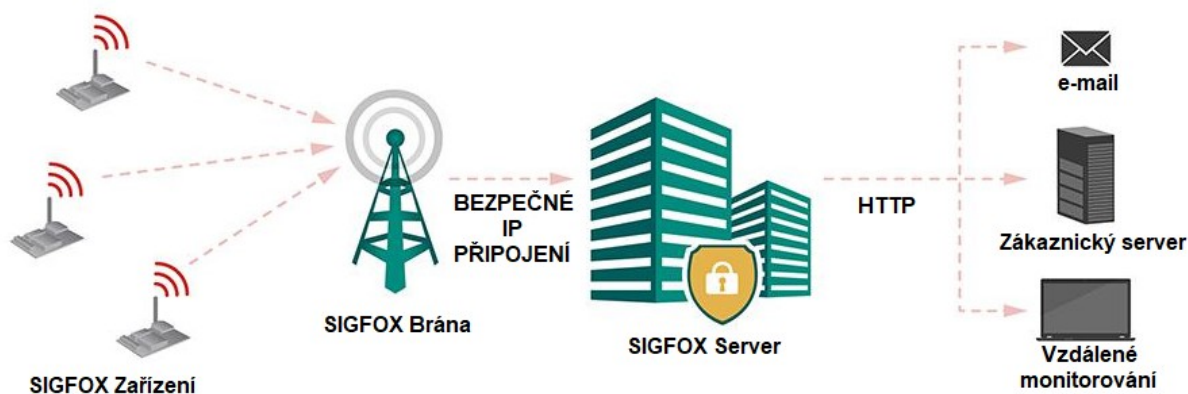 SIGFOX Zařízení
SIGFOX Brána
BEZPEČNÉ
IP
PŘIPOJENÍ
SIGFOX Server
HTTP
e-mail
Zákaznický server
Vzdálené
monitorování